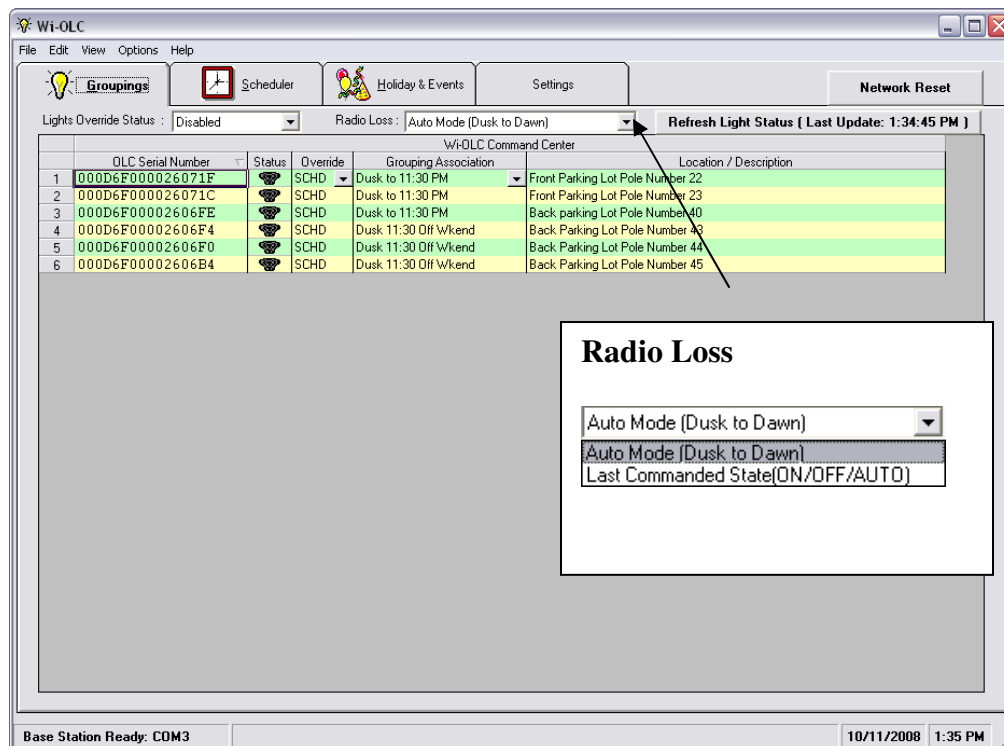 Wi-OLC
File Edit View Options Help
Groupings Scheduler Holiday & Events Settings Network Reset
Lights Override Status : Disabled Radio Loss : Auto Mode (Dusk to Dawn) Refresh Light Status ( Last Update: 1:34:45 PM )
Wi-OLC Command Center
OLC Serial Number Status Override Grouping Association Location / Description
1 000D6F000026071F SCHD Dusk to 11:30 PM Front Parking Lot Pole Number 22
2 000D6F000026071C SCHD Dusk to 11:30 PM Front Parking Lot Pole Number 23
3 000D6F00002606FE SCHD Dusk to 11:30 PM Back parking Lot Pole Number 40
4 000D6F00002606F4 SCHD Dusk 11:30 Off Wkend Back Parking Lot Pole Number 43
5 000D6F00002606F0 SCHD Dusk 11:30 Off Wkend Back Parking Lot Pole Number 44
6 000D6F00002606B4 SCHD Dusk 11:30 Off Wkend Back Parking Lot Pole Number 45
Radio Loss
Auto Mode (Dusk to Dawn)
Auto Mode (Dusk to Dawn)
Last Commanded State(ON/OFF/AUTO)
Base Station Ready: COM3 10/11/2008 1:35 PM